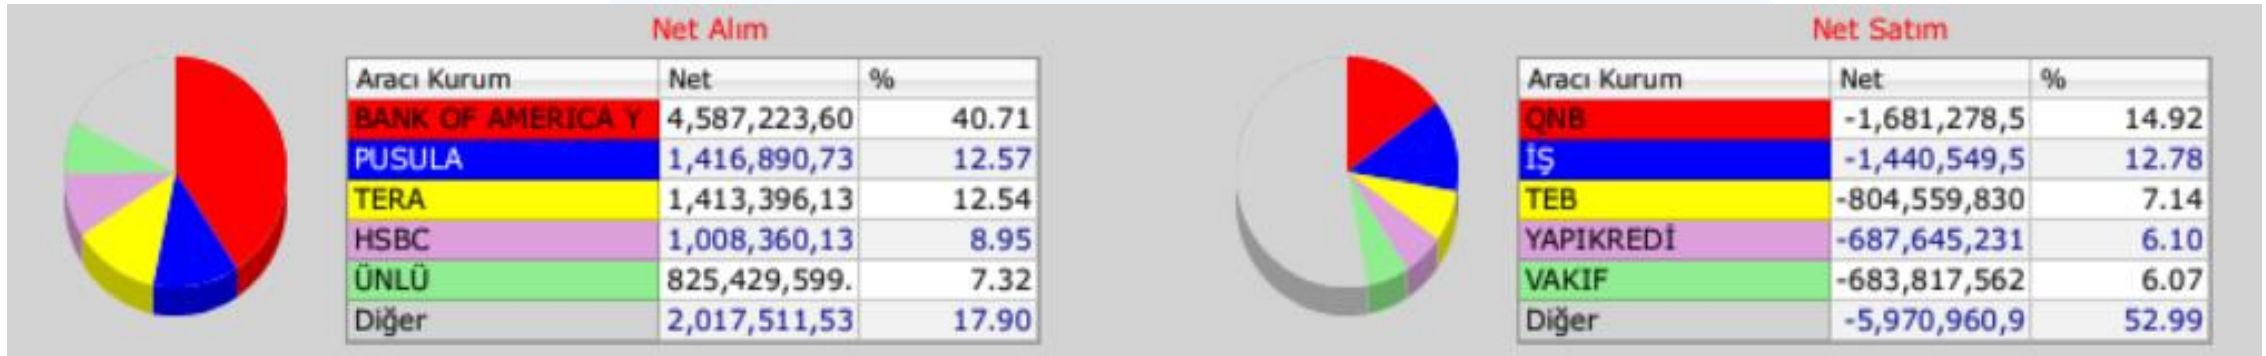 Net Alım
Aracı Kurum Net %
BANK OF AMERICA Y 4,587,223,60 40.71
PUSULA 1,416,890,73 12.57
TERA 1,413,396,13 12.54
HSBC 1,008,360,13 8.95
ÜNLÜ 825,429,599. 7.32
Diğer 2,017,511,53 17.90
Net Satım
Aracı Kurum Net %
QNB -1,681,278,5 14.92
İŞ -1,440,549,5 12.78
TEB -804,559,830 7.14
YAPIKREDİ -687,645,231 6.10
VAKIF -683,817,562 6.07
Diğer -5,970,960,9 52.99